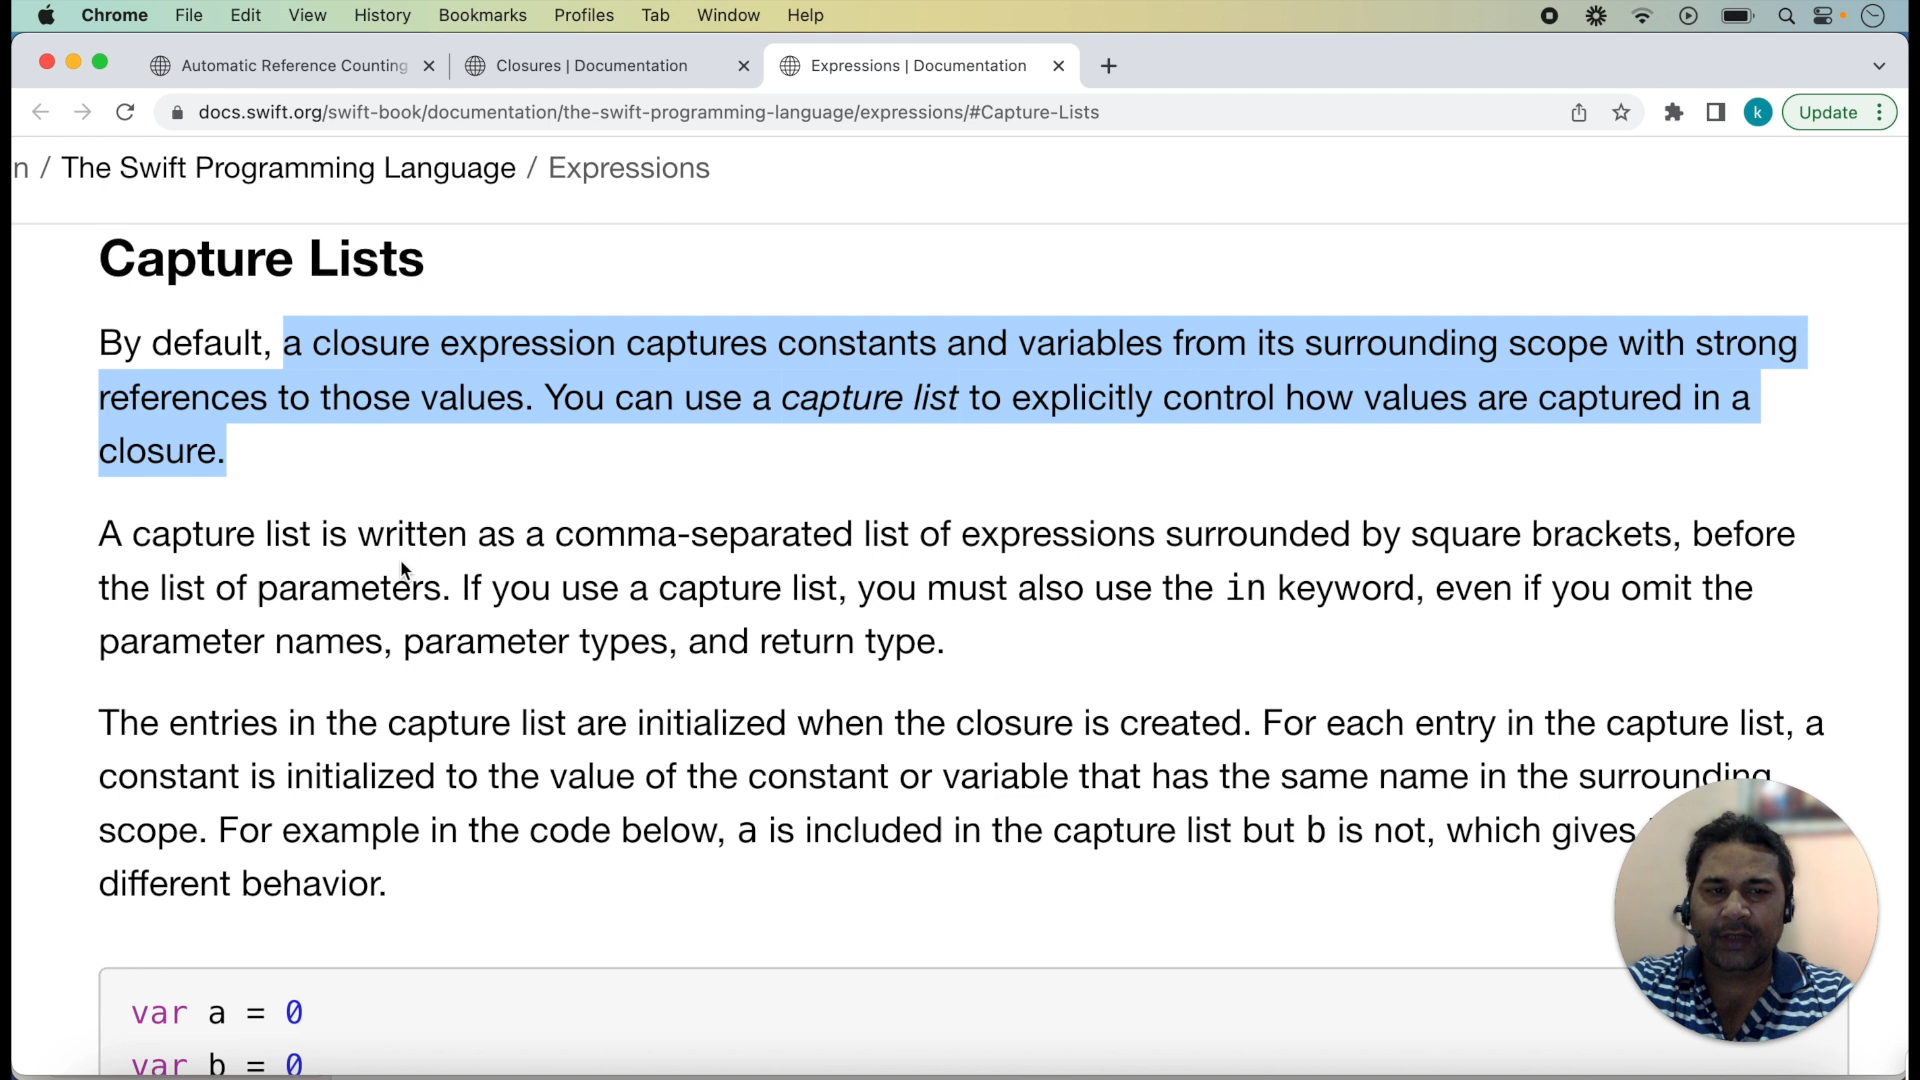 Chrome File Edit View History Bookmarks Profiles Tab Window Help
Automatic Reference Counting
Closures | Documentation
Expressions | Documentation
docs.swift.org/swift-book/documentation/the-swift-programming-language/expressions/#Capture-Lists
k
Update
n / The Swift Programming Language / Expressions
Capture Lists
By default, a closure expression captures constants and variables from its surrounding scope with strong
references to those values. You can use a capture list to explicitly control how values are captured in a
closure.
A capture list is written as a comma-separated list of expressions surrounded by square brackets, before
the list of parameters. If you use a capture list, you must also use the in keyword, even if you omit the
parameter names, parameter types, and return type.
The entries in the capture list are initialized when the closure is created. For each entry in the capture list, a
constant is initialized to the value of the constant or variable that has the same name in the surrounding
scope. For example in the code below, a is included in the capture list but b is not, which gives
different behavior.
var a = 0
var b = 0